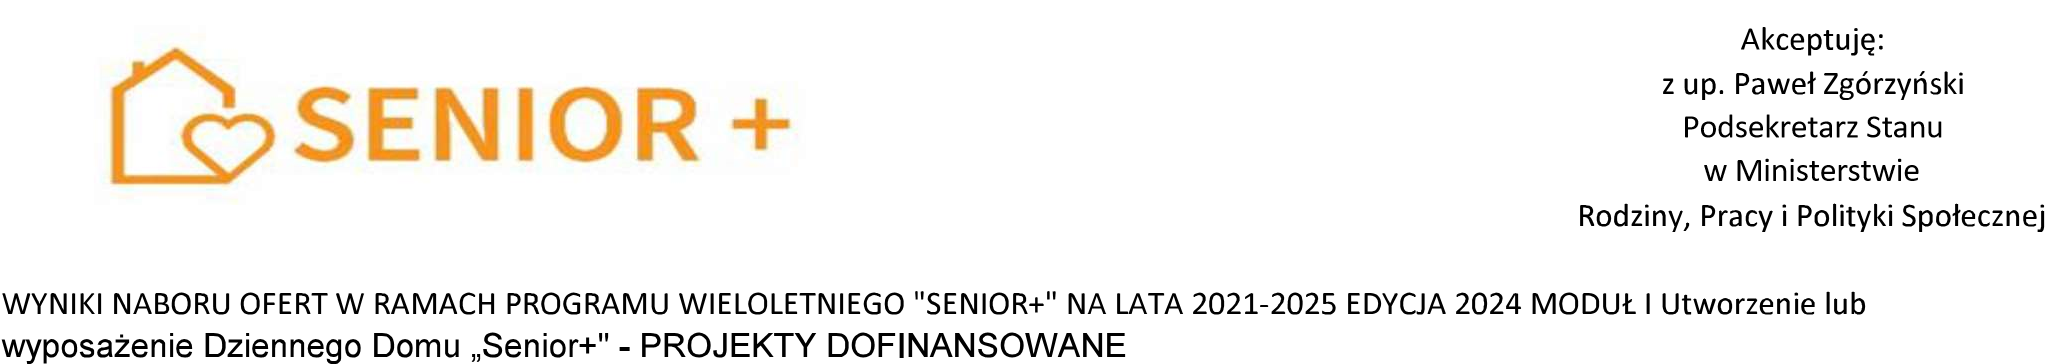 SENIOR +
Akceptuję:
z up. Paweł Zgórzyński
Podsekretarz Stanu
w Ministerstwie
Rodziny, Pracy i Polityki Społecznej
WYNIKI NABORU OFERT W RAMACH PROGRAMU WIELOLETNIEGO "SENIOR+" NA LATA 2021-2025 EDYCJA 2024 MODUŁ I Utworzenie lub
wyposażenie Dziennego Domu „Senior+" - PROJEKTY DOFINANSOWANE